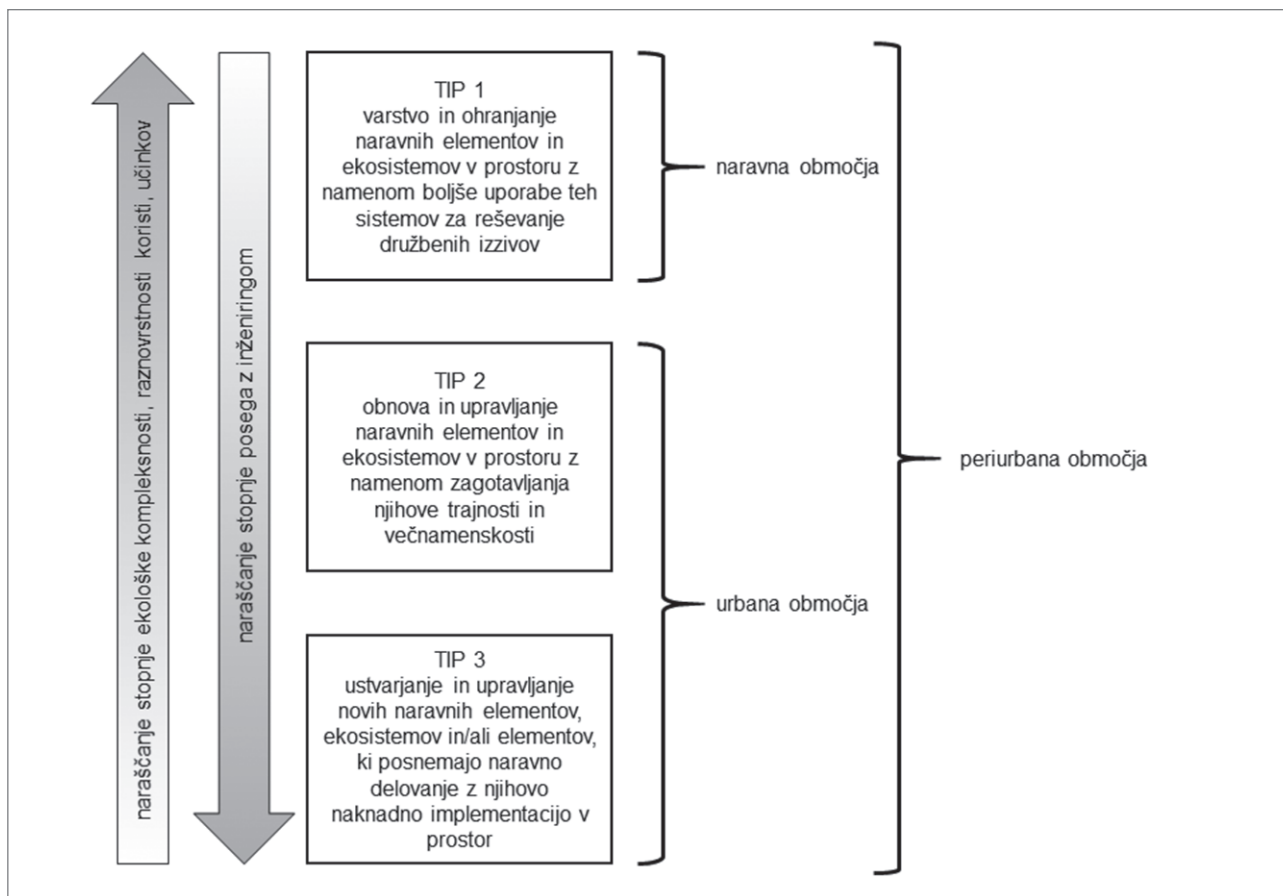 naraščanje stopnje ekološke kompleksnosti, raznovrstnosti koristi, učinkov
naraščanje stopnje posega z inženiringom
TIP 1
varstvo in ohranjanje
naravnih elementov in
ekosistemov v prostoru z
namenom boljše uporabe teh
sistemov za reševanje
družbenih izzivov
naravna območja
TIP 2
obnova in upravljanje
naravnih elementov in
ekosistemov v prostoru z
namenom zagotavljanja
njihove trajnosti in
večnamenskosti
periurbana območja
urbana območja
TIP 3
ustvarjanje in upravljanje
novih naravnih elementov,
ekosistemov in/ali elementov,
ki posnemajo naravno
delovanje z njihovo
naknadno implementacijo v
prostor